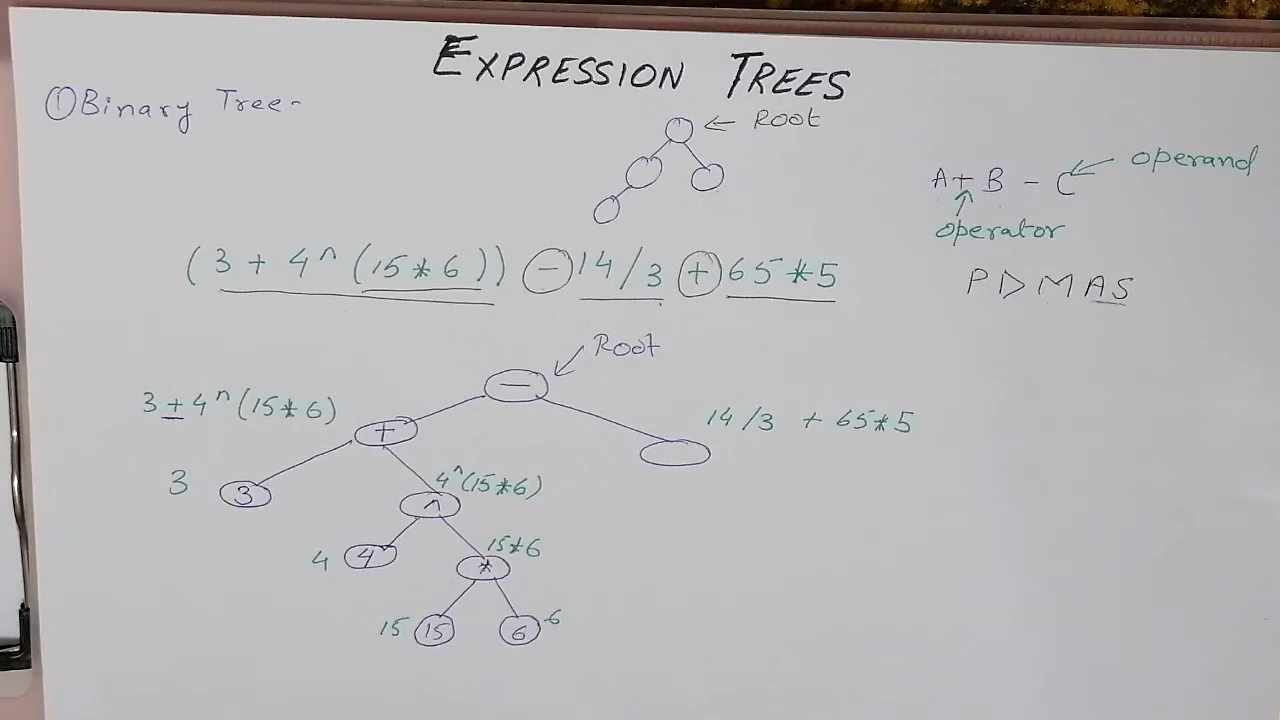 EXPRESSION TREES
① Binary Tree -
← Root
A + B - C ← operand
↑ operator
(3 + 4^(15*6)) - 14/3 + 65*5
PDMAS
Root
-
3 + 4^(15*6)
+
14/3 + 65*5
3
3
4^(15*6)
^
4
4
15*6
*
15
15
6
6